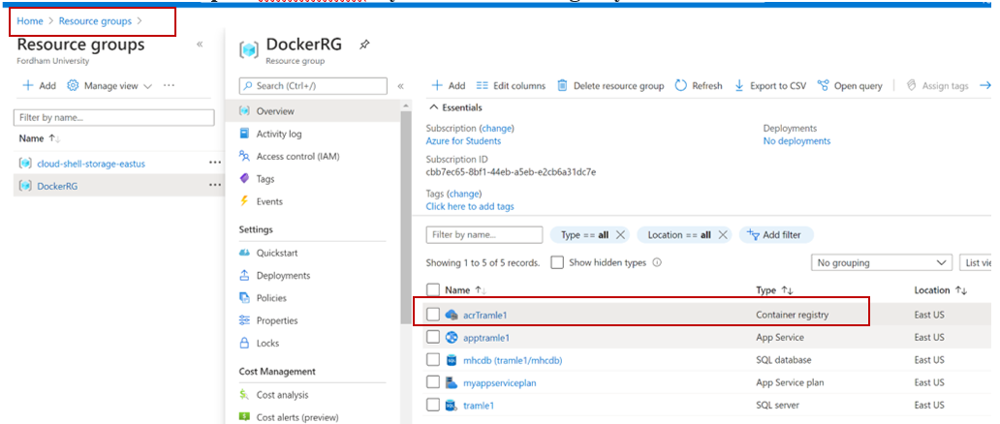 Home > Resource groups >
Resource groups
Fordham University
Add Manage view
Filter by name...
Name
cloud-shell-storage-eastus
DockerRG
DockerRG
Resource group
Search (Ctrl+/)
Overview
Activity log
Access control (IAM)
Tags
Events
Settings
Quickstart
Deployments
Policies
Properties
Locks
Cost Management
Cost analysis
Cost alerts (preview)
Add Edit columns Delete resource group Refresh Export to CSV Open query Assign tags
Essentials
Subscription (change)
Azure for Students
Subscription ID
cbb7ec65-8bf1-44eb-a5eb-e2cb6a31dc7e
Tags (change)
Click here to add tags
Deployments
No deployments
Filter by name... Type == all Location == all Add filter
Showing 1 to 5 of 5 records. Show hidden types No grouping List vie
Name Type Location
acrTramle1 Container registry East US
apptramle1 App Service East US
mhcdb (tramle1/mhcdb) SQL database East US
myappserviceplan App Service plan East US
tramle1 SQL server East US